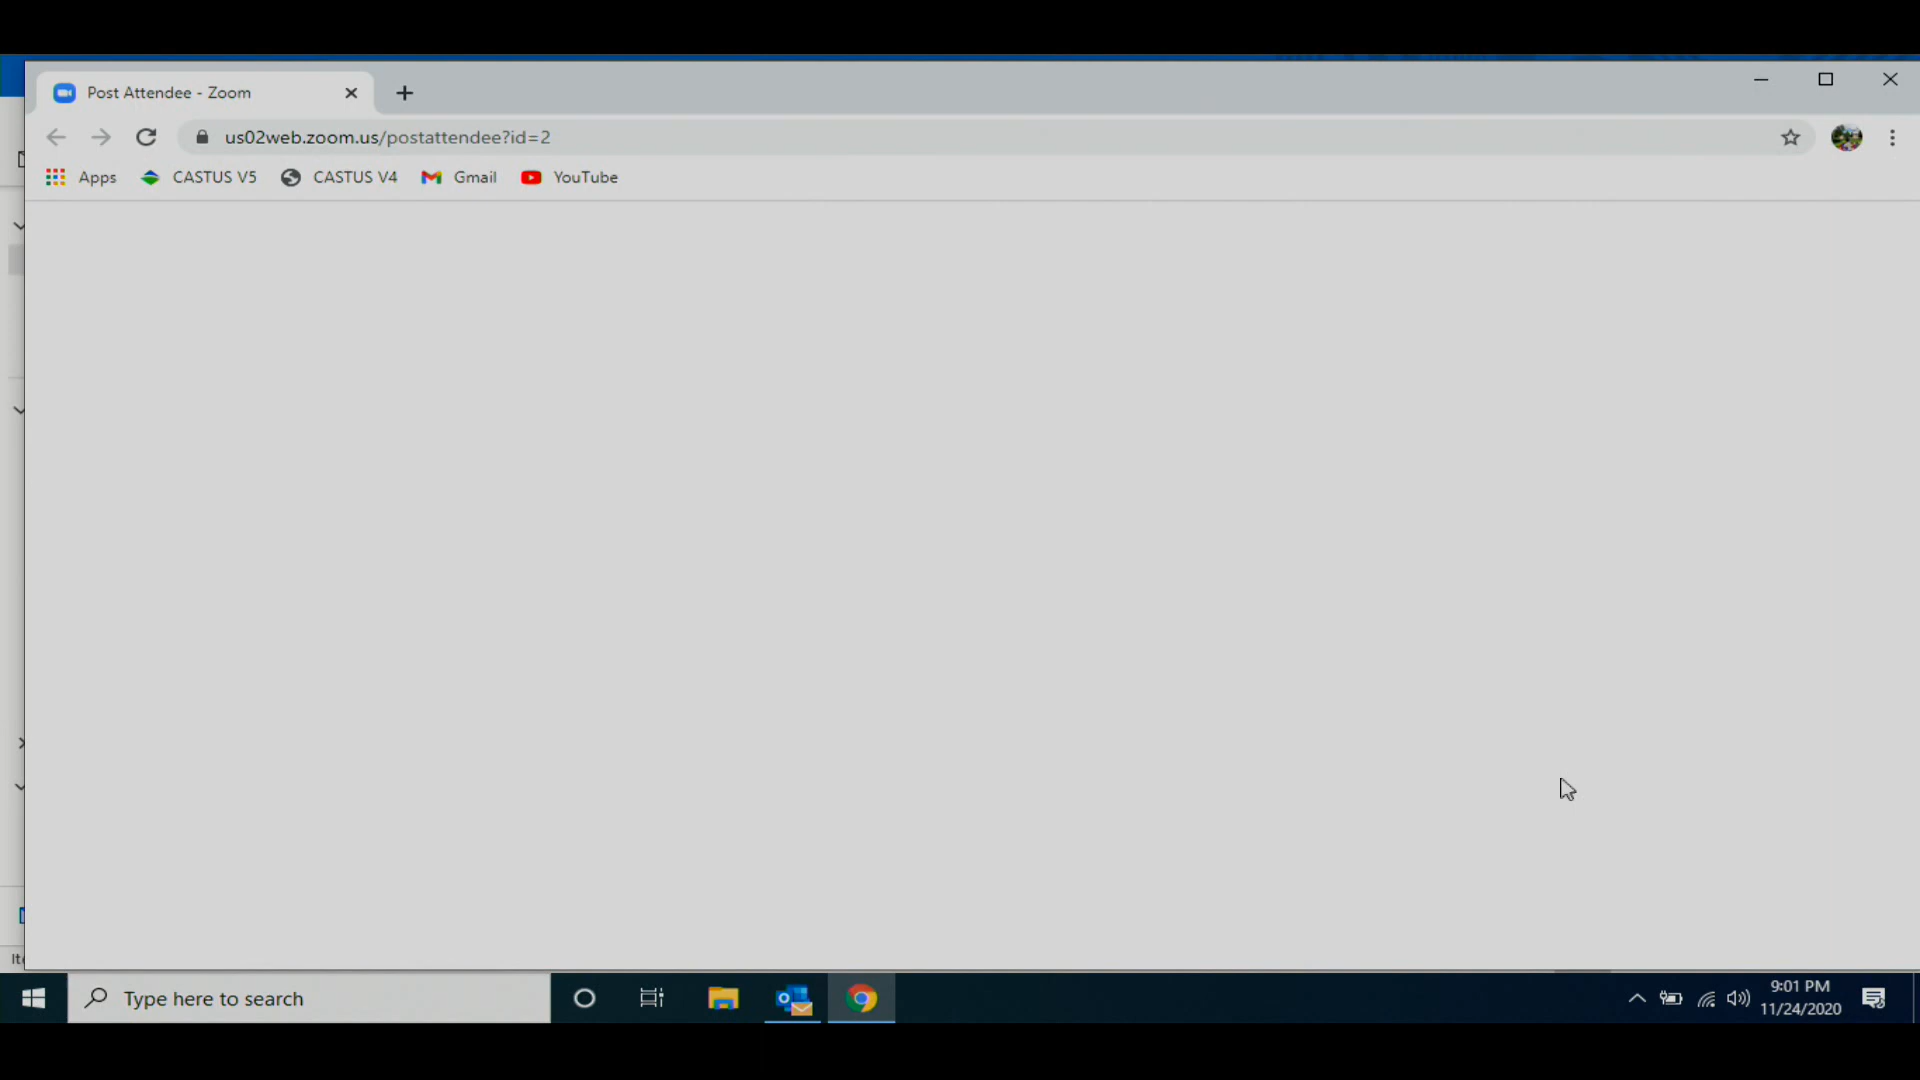 Post Attendee - Zoom
us02web.zoom.us/postattendee?id=2
Apps CASTUS V5 CASTUS V4 Gmail YouTube
Type here to search
9:01 PM
11/24/2020